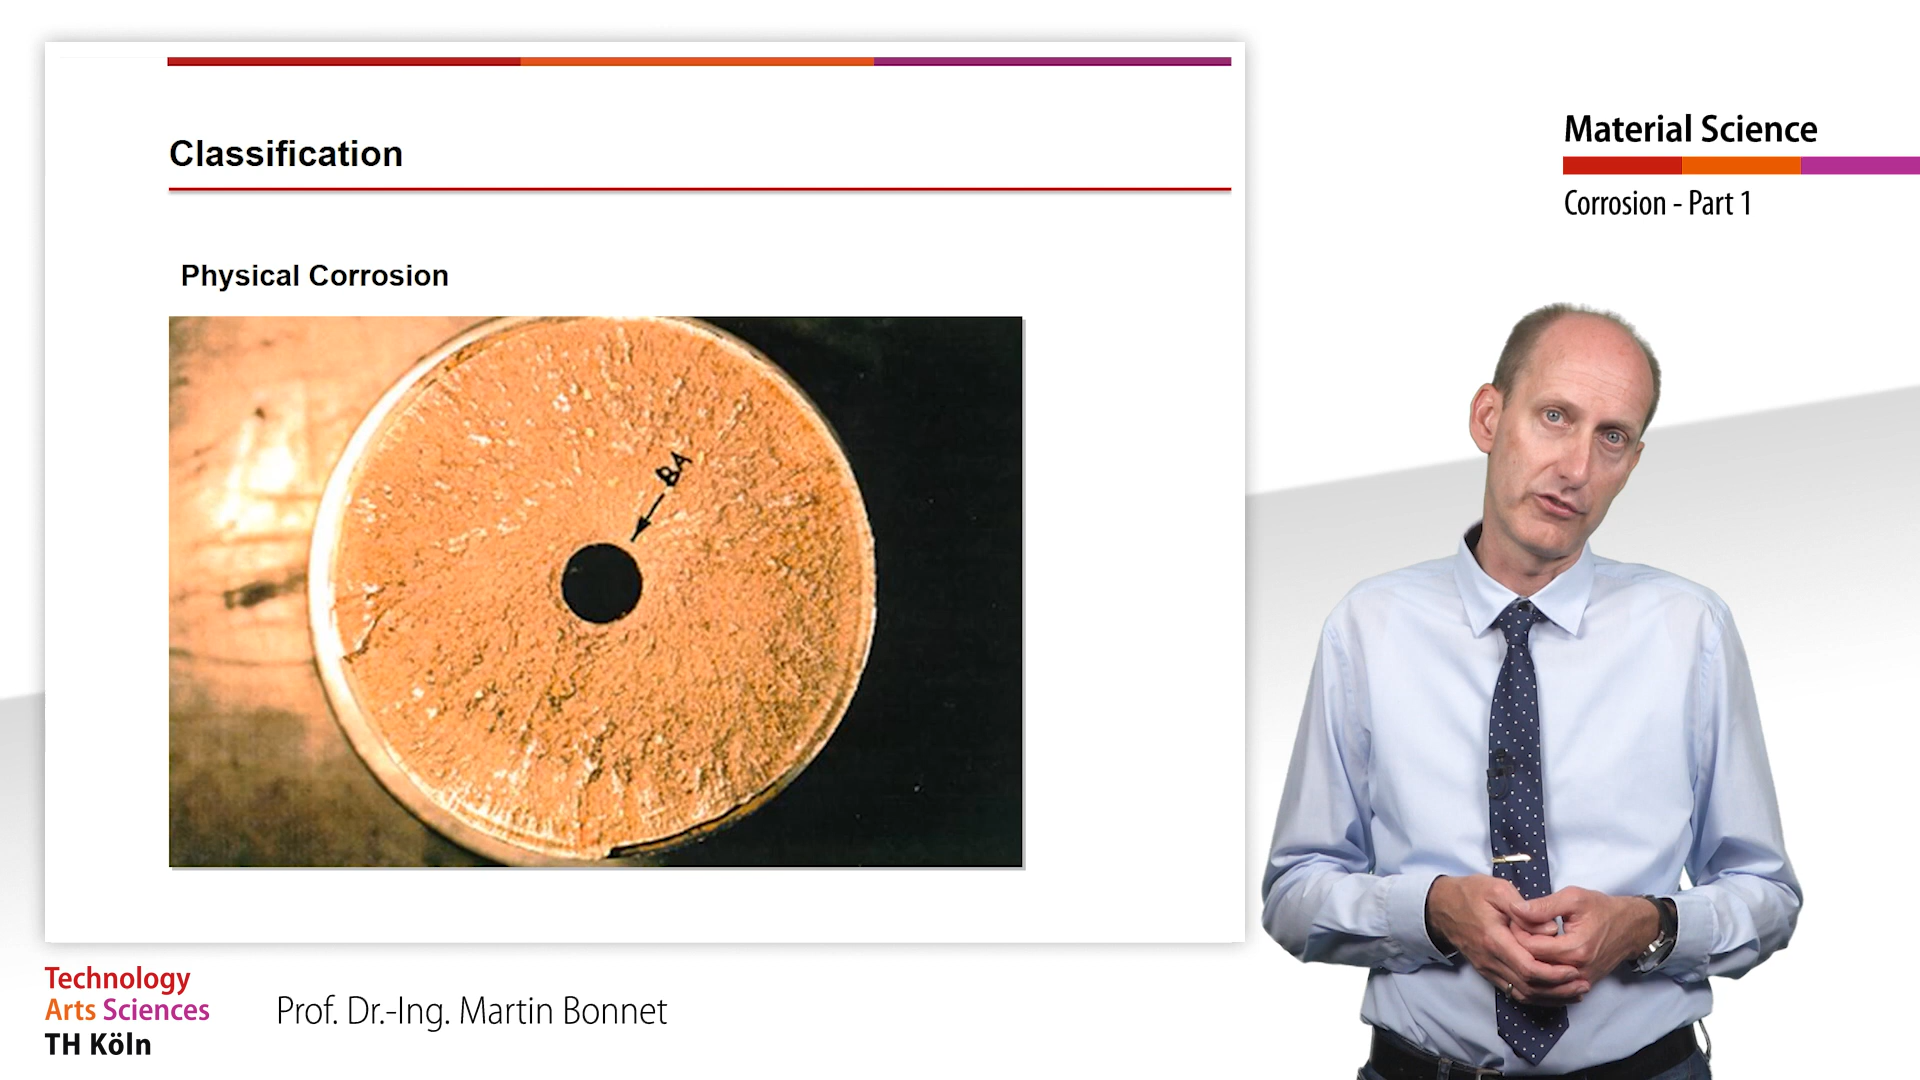 Classification
Physical Corrosion
BA
Material Science
Corrosion - Part 1
Technology
Arts Sciences
TH Köln
Prof. Dr.-Ing. Martin Bonnet